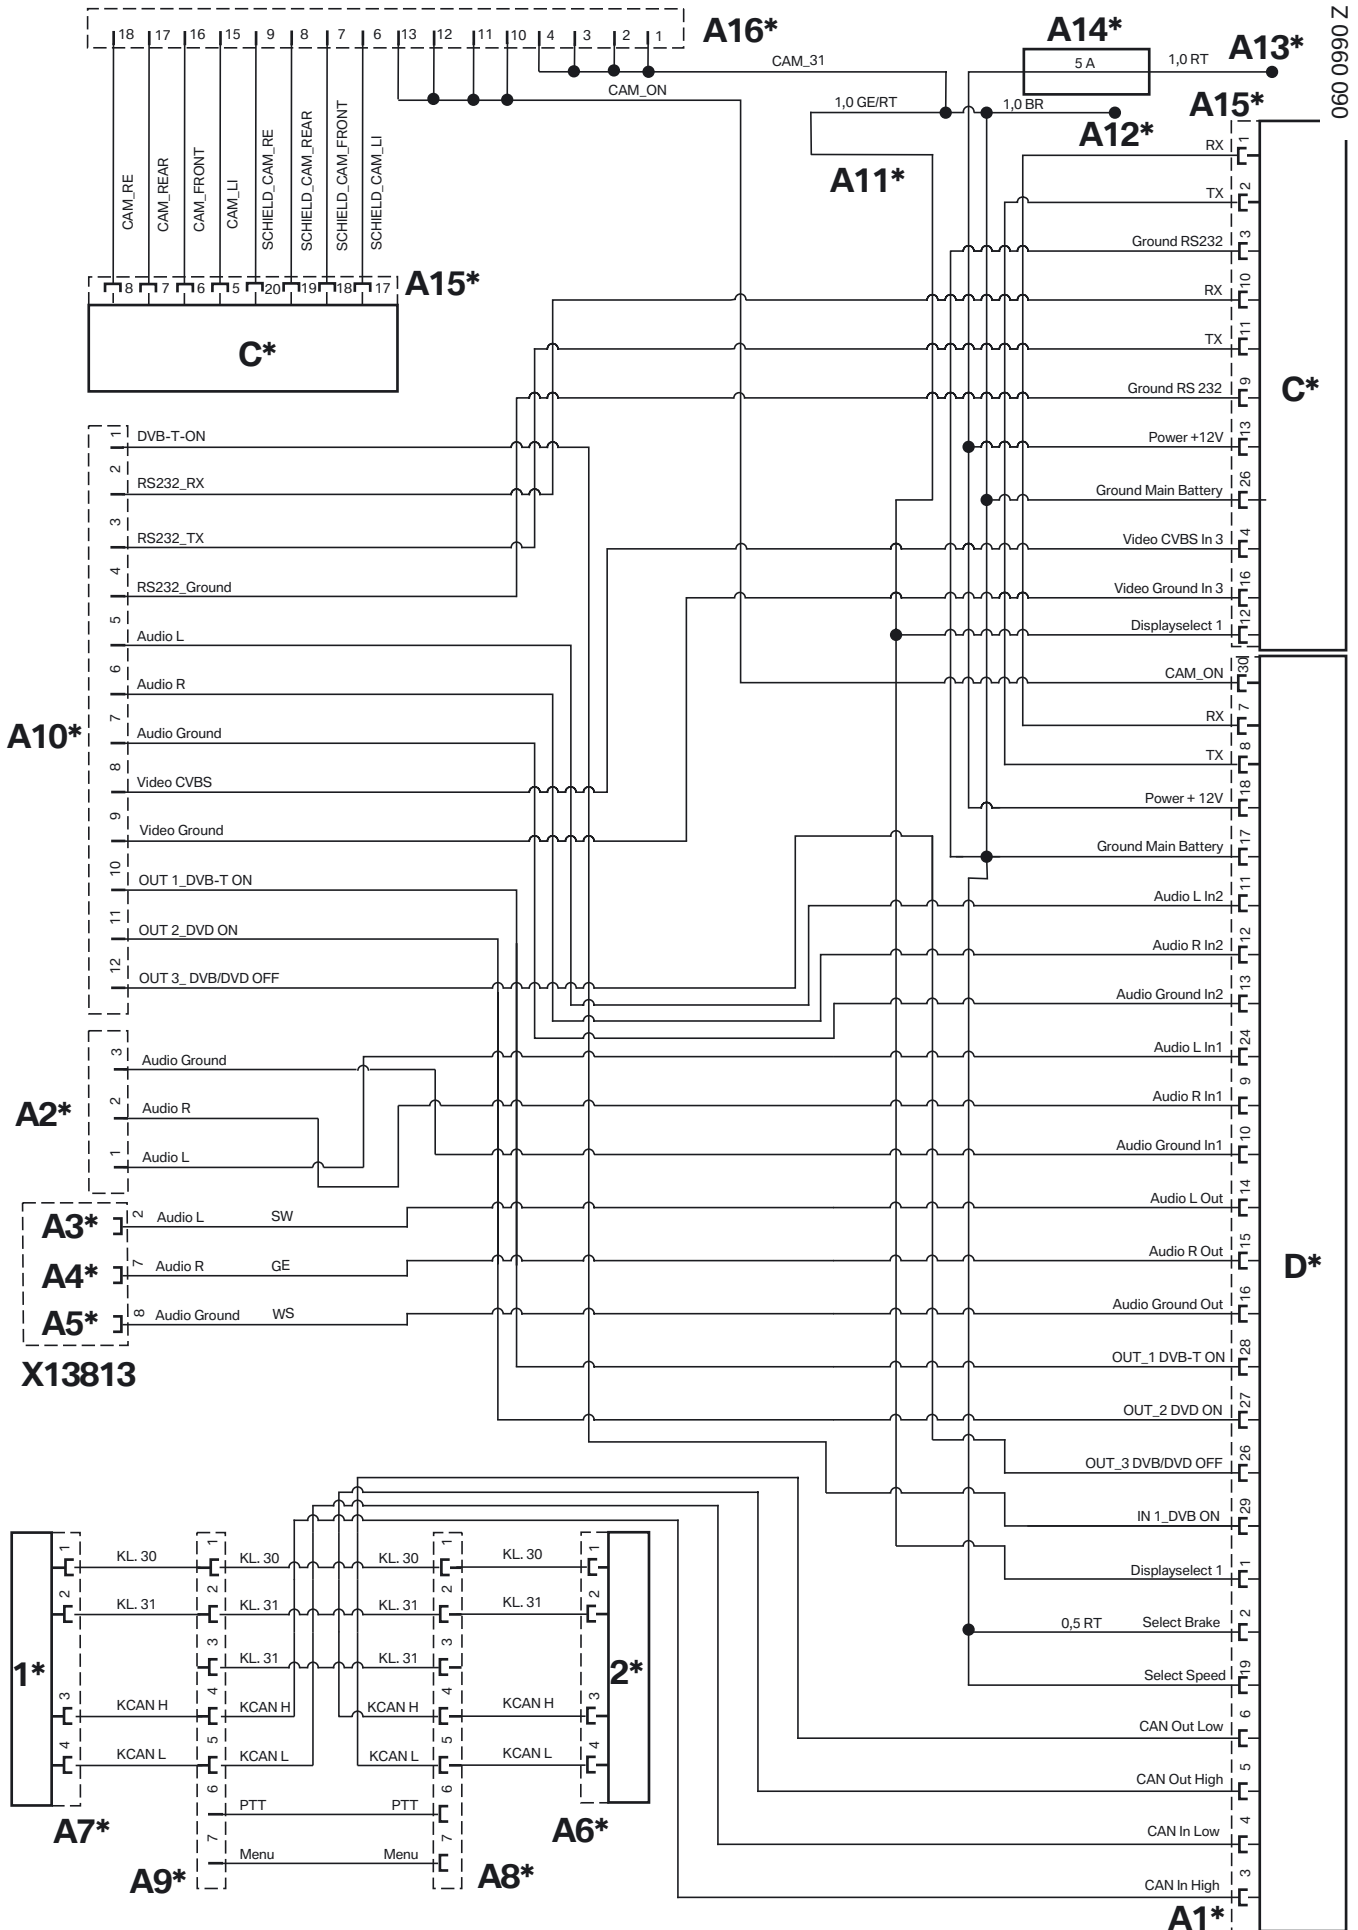 18 17 16 15 9 8 7 6 13 12 11 10 4 3 2 1
A16*
CAM_31
CAM_ON
A14*
5 A
1,0 RT
A13*
060 0990 Z
1,0 GE/RT
1,0 BR
A12*
A11*
A15*
CAM_RE
CAM_REAR
CAM_FRONT
CAM_LI
SCHIELD_CAM_RE
SCHIELD_CAM_REAR
SCHIELD_CAM_FRONT
SCHIELD_CAM_LI
8 7 6 5 20 19 18 17
A15*
C*
RX 1
TX 2
Ground RS232 3
RX 10
TX 11
Ground RS 232 9
Power +12V 13
Ground Main Battery 26
Video CVBS In 3 4
Video Ground In 3 16
Displayselect 1 12
C*
1 DVB-T-ON
2 RS232_RX
3 RS232_TX
4 RS232_Ground
5 Audio L
6 Audio R
7 Audio Ground
8 Video CVBS
9 Video Ground
10 OUT 1_DVB-T ON
11 OUT 2_DVD ON
12 OUT 3_ DVB/DVD OFF
A10*
3 Audio Ground
2 Audio R
1 Audio L
A2*
A3* 2 Audio L SW
A4* 7 Audio R GE
A5* 8 Audio Ground WS
X13813
CAM_ON 30
RX 7
TX 8
Power + 12V 18
Ground Main Battery 17
Audio L In2 11
Audio R In2 12
Audio Ground In2 13
Audio L In1 24
Audio R In1 9
Audio Ground In1 10
Audio L Out 14
Audio R Out 15
Audio Ground Out 16
OUT_1 DVB-T ON 28
OUT_2 DVD ON 27
OUT_3 DVB/DVD OFF 26
IN 1_DVB ON 29
Displayselect 1 1
0,5 RT Select Brake 2
Select Speed 19
CAN Out Low 6
CAN Out High 5
CAN In Low 4
CAN In High 3
D*
A1*
1 KL. 30 1 KL. 30 KL. 30 1 KL. 30 1
2 KL. 31 2 KL. 31 KL. 31 2 KL. 31 2
3 KL. 31 KL. 31 3
1*
2*
3 KCAN H 4 KCAN H KCAN H 4 KCAN H 3
4 KCAN L 5 KCAN L KCAN L 5 KCAN L 4
6 PTT PTT 6
7 Menu Menu 7
A7*
A6*
A9*
A8*